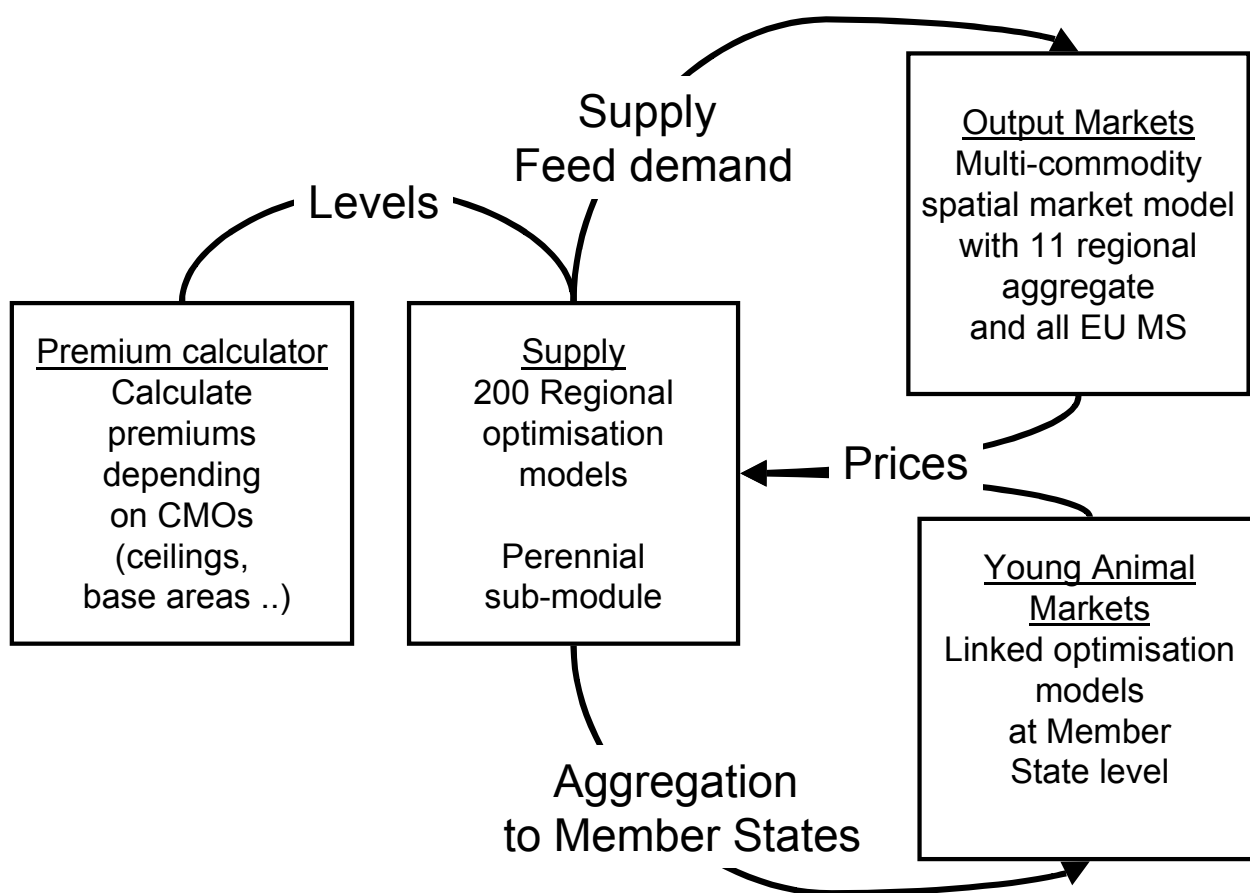 Supply
Feed demand
Levels
Output Markets
Multi-commodity
spatial market model
with 11 regional
aggregate
and all EU MS
Premium calculator
Calculate
premiums
depending
on CMOs
(ceilings,
base areas ..)
Supply
200 Regional
optimisation
models
Perennial
sub-module
Prices
Young Animal
Markets
Linked optimisation
models
at Member
State level
Aggregation
to Member States